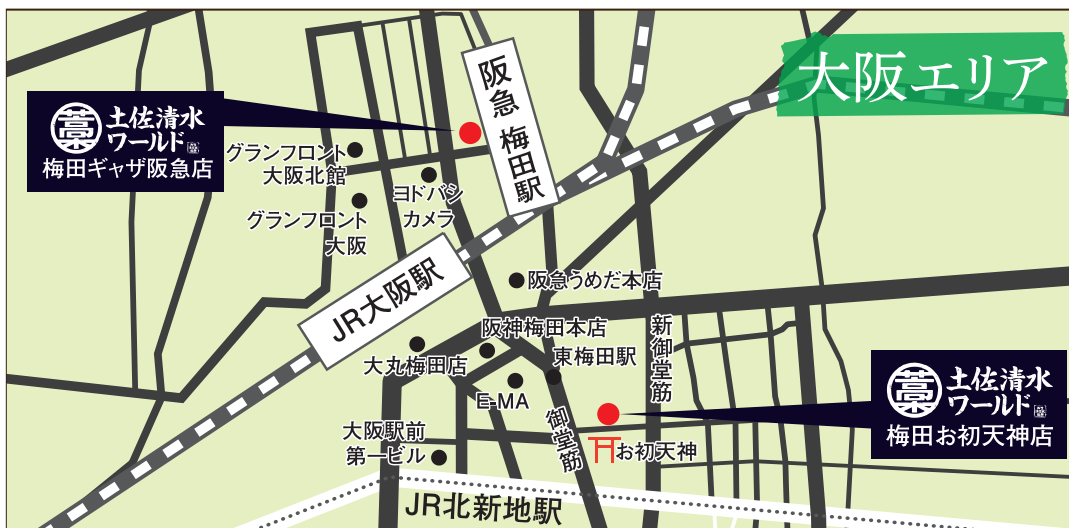 大阪エリア
藁
土佐清水
ワールド
梅田ギャザ阪急店
阪急 梅田駅
グランフロント
大阪北館
ヨドバシ
カメラ
グランフロント
大阪
JR大阪駅
阪急うめだ本店
阪神梅田本店
新御堂筋
東梅田駅
大丸梅田店
E-MA
御堂筋
藁
土佐清水
ワールド
梅田お初天神店
大阪駅前
第一ビル
お初天神
JR北新地駅